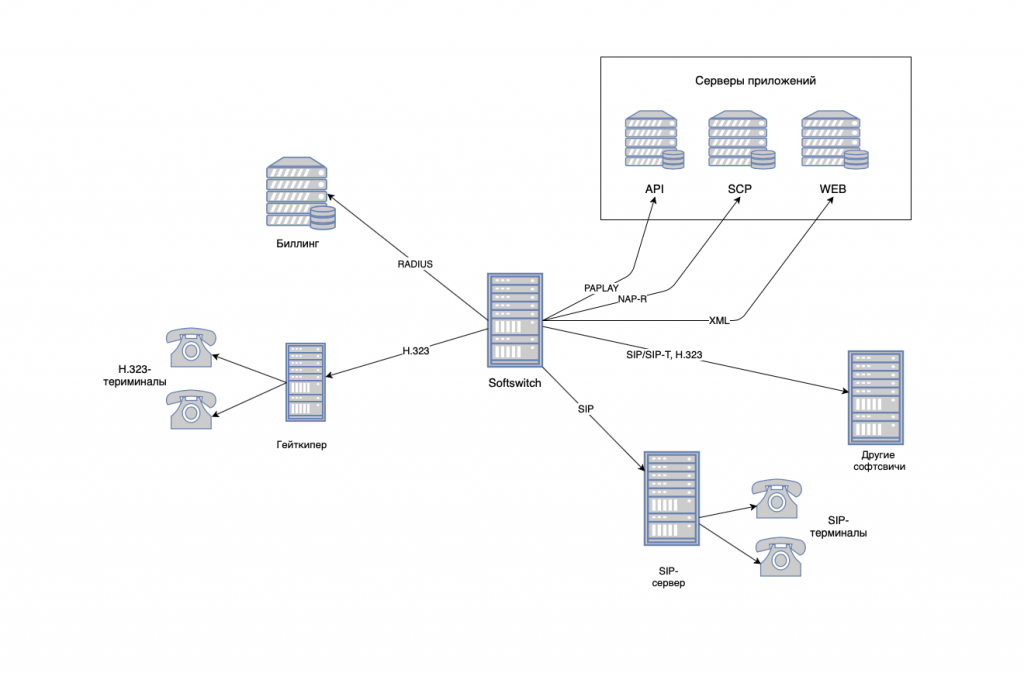 Серверы приложений
API
SCP
WEB
Биллинг
RADIUS
PAPLAY
NAP-R
XML
H.323
SIP/SIP-T, H.323
H.323-
териминалы
Softswitch
SIP
Гейткипер
Другие
софтсвичи
SIP-
терминалы
SIP-
сервер